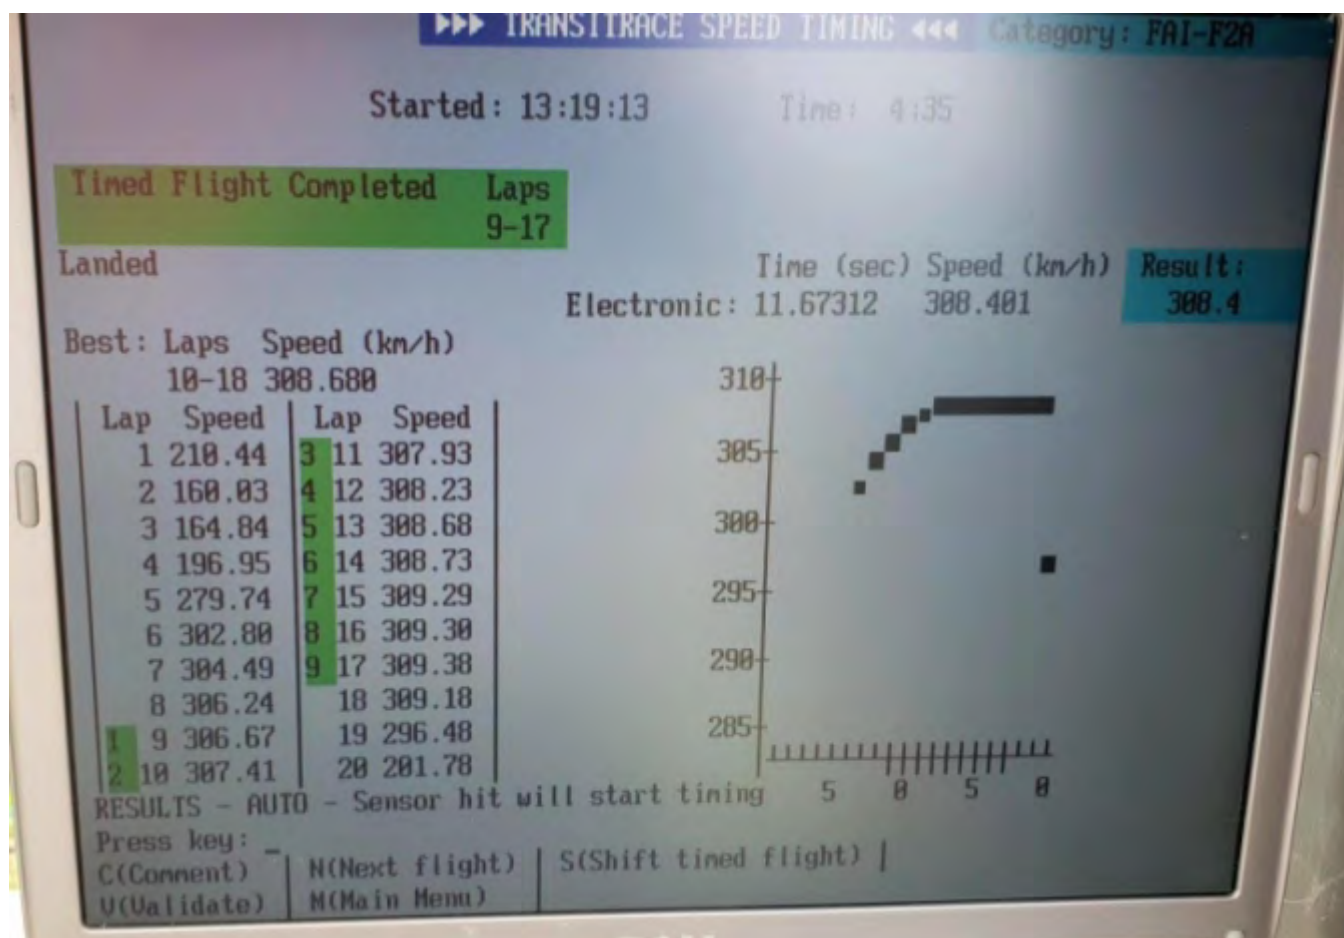 ►►► TRANSITRACE SPEED TIMING ◄◄◄ Category: FAI-F2A
Started: 13:19:13 Time: 4:35
Timed Flight Completed Laps
9-17
Landed
Time (sec) Speed (km/h) Result:
Electronic: 11.67312 308.401 308.4
Best: Laps Speed (km/h)
10-18 308.680
Lap Speed Lap Speed
1 210.44 3 11 307.93
2 160.03 4 12 308.23
3 164.84 5 13 308.68
4 196.95 6 14 308.73
5 279.74 7 15 309.29
6 302.80 8 16 309.30
7 304.49 9 17 309.38
8 306.24 18 309.18
1 9 306.67 19 296.48
2 10 307.41 20 201.78
310
305
300
295
290
285
5 0 5 0
RESULTS - AUTO - Sensor hit will start timing
Press key: _
C(Comment) N(Next flight) S(Shift timed flight)
V(Validate) M(Main Menu)